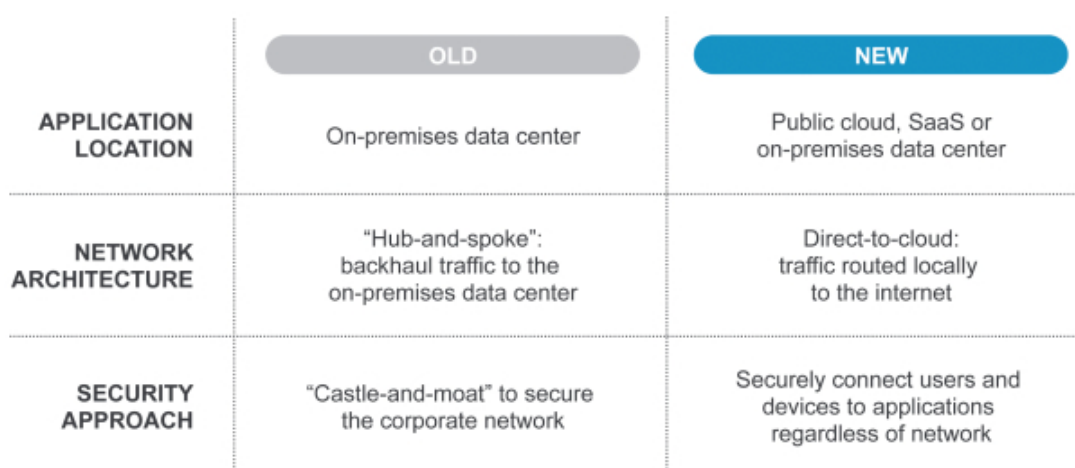 OLD
NEW
APPLICATION
LOCATION
On-premises data center
Public cloud, SaaS or
on-premises data center
NETWORK
ARCHITECTURE
“Hub-and-spoke”:
backhaul traffic to the
on-premises data center
Direct-to-cloud:
traffic routed locally
to the internet
SECURITY
APPROACH
“Castle-and-moat” to secure
the corporate network
Securely connect users and
devices to applications
regardless of network